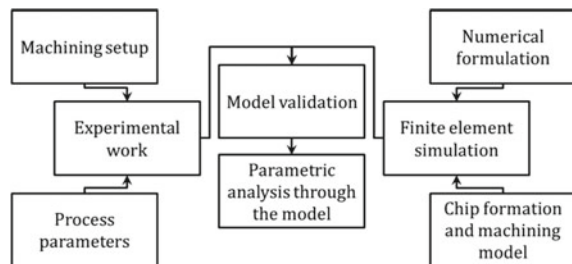 Machining setup
Experimental
work
Process
parameters
Model validation
Parametric
analysis through
the model
Numerical
formulation
Finite element
simulation
Chip formation
and machining
model